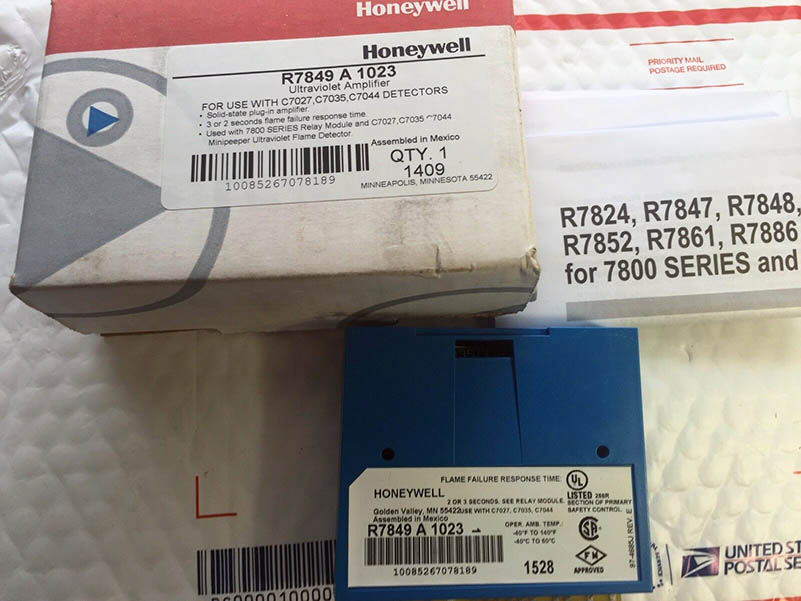 Honeywell
Honeywell
R7849 A 1023
Ultraviolet Amplifier
FOR USE WITH C7027,C7035,C7044 DETECTORS
• Solid-state plug-in amplifier.
• 3 or 2 seconds flame failure response time.
• Used with 7800 SERIES Relay Module and C7027,C7035 C7044
Minipeeper Ultraviolet Flame Detector.
Assembled in Mexico
QTY. 1
1409
10085267078189
MINNEAPOLIS, MINNESOTA 55422
PRIORITY MAIL
POSTAGE REQUIRED
R7824, R7847, R7848,
R7852, R7861, R7886
for 7800 SERIES and
FLAME FAILURE RESPONSE TIME:
HONEYWELL
2 OR 3 SECONDS. SEE RELAY MODULE.
Golden Valley, MN 55422
USE WITH C7027, C7035, C7044
Assembled in Mexico
R7849 A 1023
OPER. AMB. TEMP.:
-40°F TO 140°F
-40°C TO 60°C
10085267078189
1528
UL
LISTED 268R
SECTION OF PRIMARY
SAFETY CONTROL.
SA
FM
APPROVED
REV. E
UNITED ST
POSTAL SE